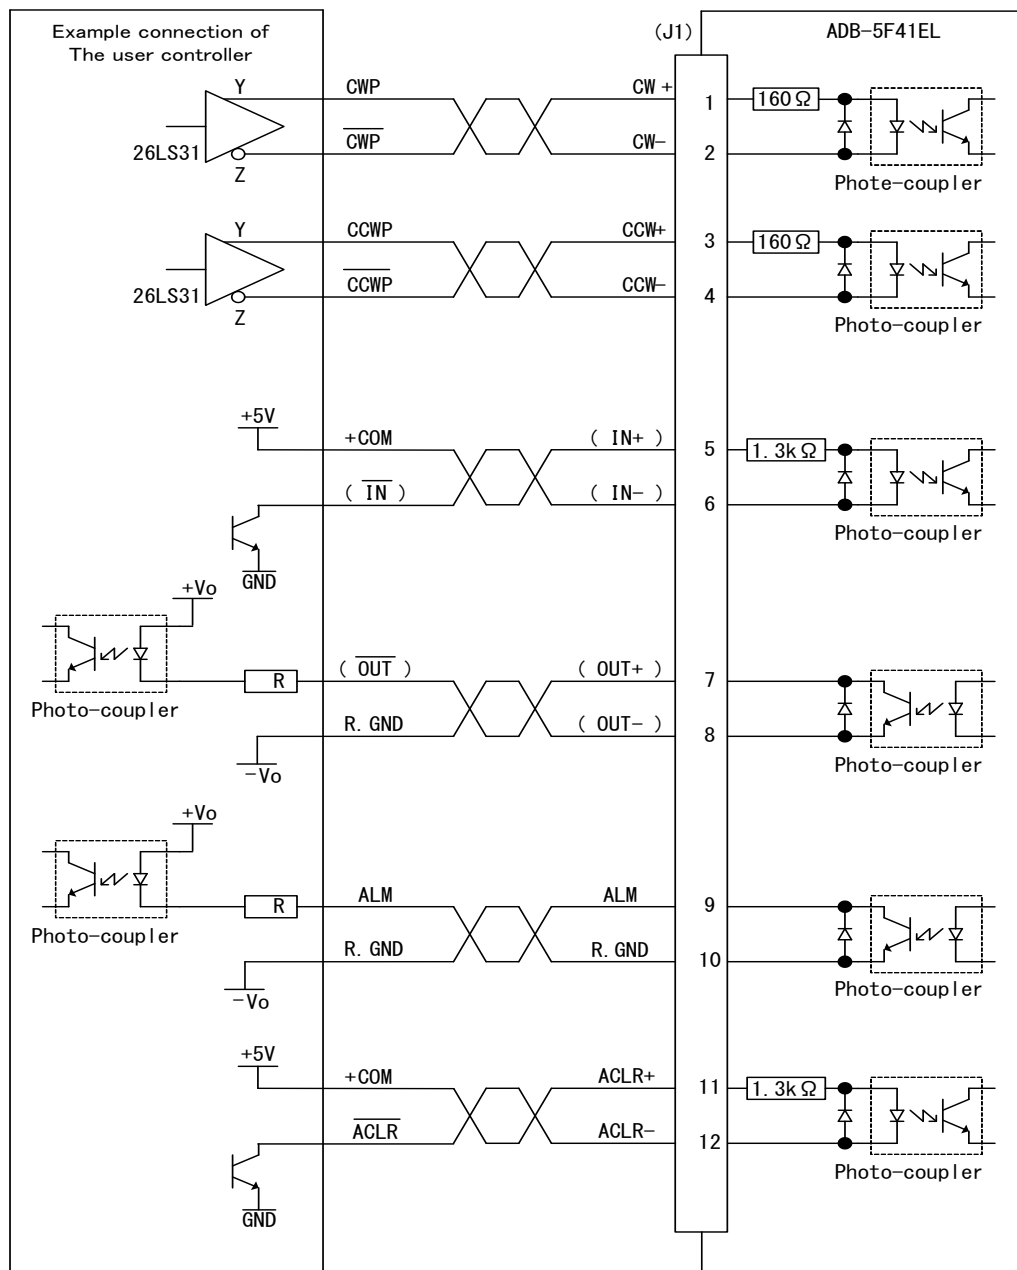 Example connection of
The user controller
(J1)
ADB-5F41EL
Y
CWP
CW+
1
160Ω
26LS31
CWP
CW-
2
Z
Phote-coupler
Y
CCWP
CCW+
3
160Ω
26LS31
CCWP
CCW-
4
Z
Photo-coupler
+5V
+COM
( IN+ )
5
1.3kΩ
( IN )
( IN- )
6
Photo-coupler
GND
+Vo
R
( OUT )
( OUT+ )
7
Photo-coupler
R.GND
( OUT- )
8
-Vo
Photo-coupler
+Vo
R
ALM
ALM
9
Photo-coupler
R.GND
R.GND
10
-Vo
Photo-coupler
+5V
+COM
ACLR+
11
1.3kΩ
ACLR
ACLR-
12
Photo-coupler
GND